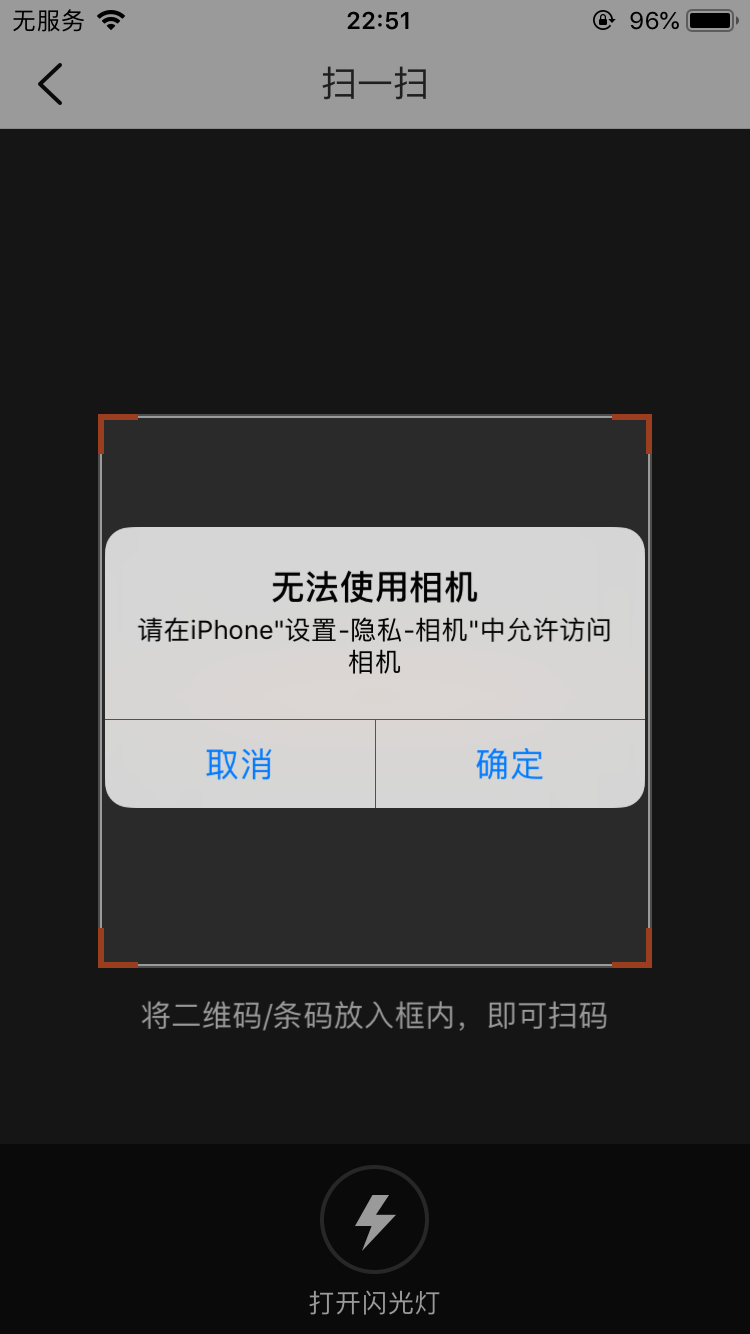 无服务 22:51 96%
扫一扫
无法使用相机
请在iPhone"设置-隐私-相机"中允许访问
相机
取消 确定
将二维码/条码放入框内，即可扫码
打开闪光灯